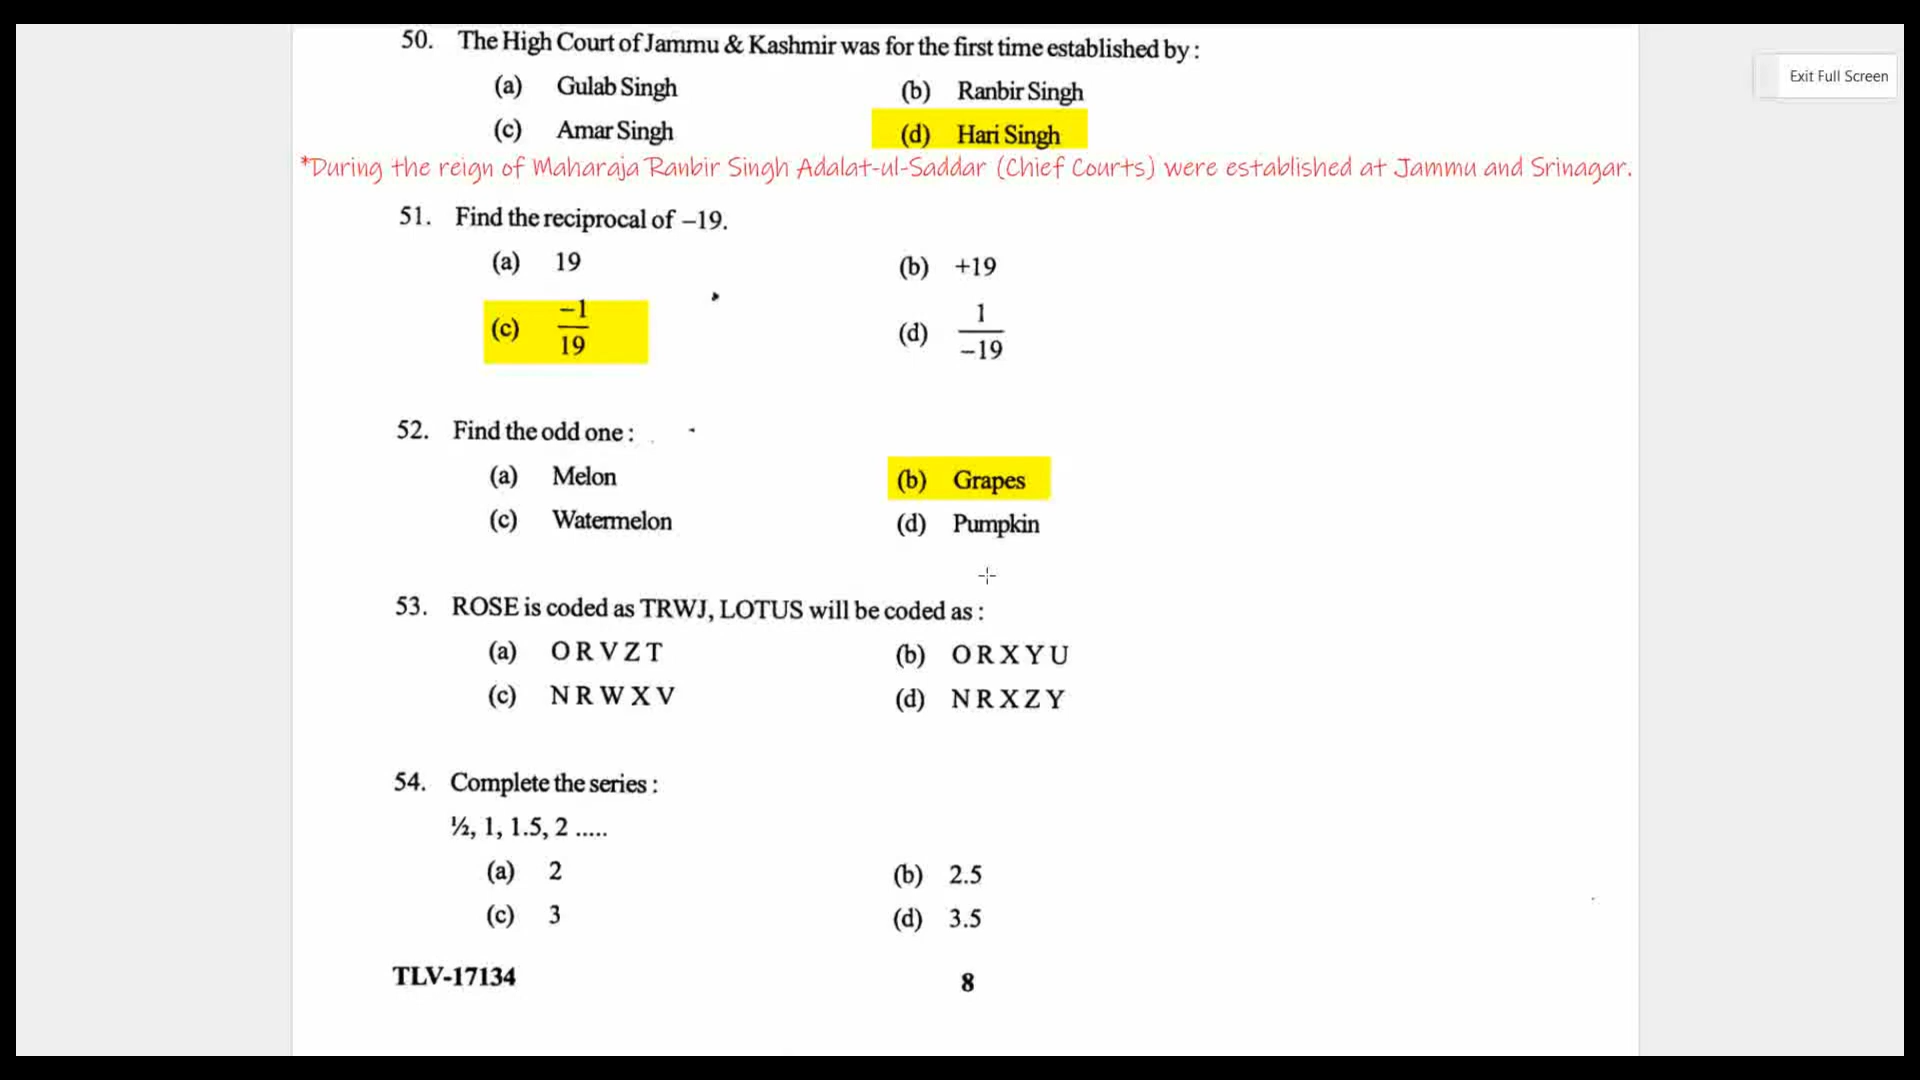 50. The High Court of Jammu & Kashmir was for the first time established by :
(a) Gulab Singh (b) Ranbir Singh
(c) Amar Singh (d) Hari Singh
*During the reign of Maharaja Ranbir Singh Adalat-ul-Saddar (Chief Courts) were established at Jammu and Srinagar.
51. Find the reciprocal of –19.
(a) 19 (b) +19
(c) –1/19 (d) 1/–19
52. Find the odd one :
(a) Melon (b) Grapes
(c) Watermelon (d) Pumpkin
53. ROSE is coded as TRWJ, LOTUS will be coded as :
(a) O R V Z T (b) O R X Y U
(c) N R W X V (d) N R X Z Y
54. Complete the series :
½, 1, 1.5, 2 .....
(a) 2 (b) 2.5
(c) 3 (d) 3.5
TLV-17134 8
Exit Full Screen